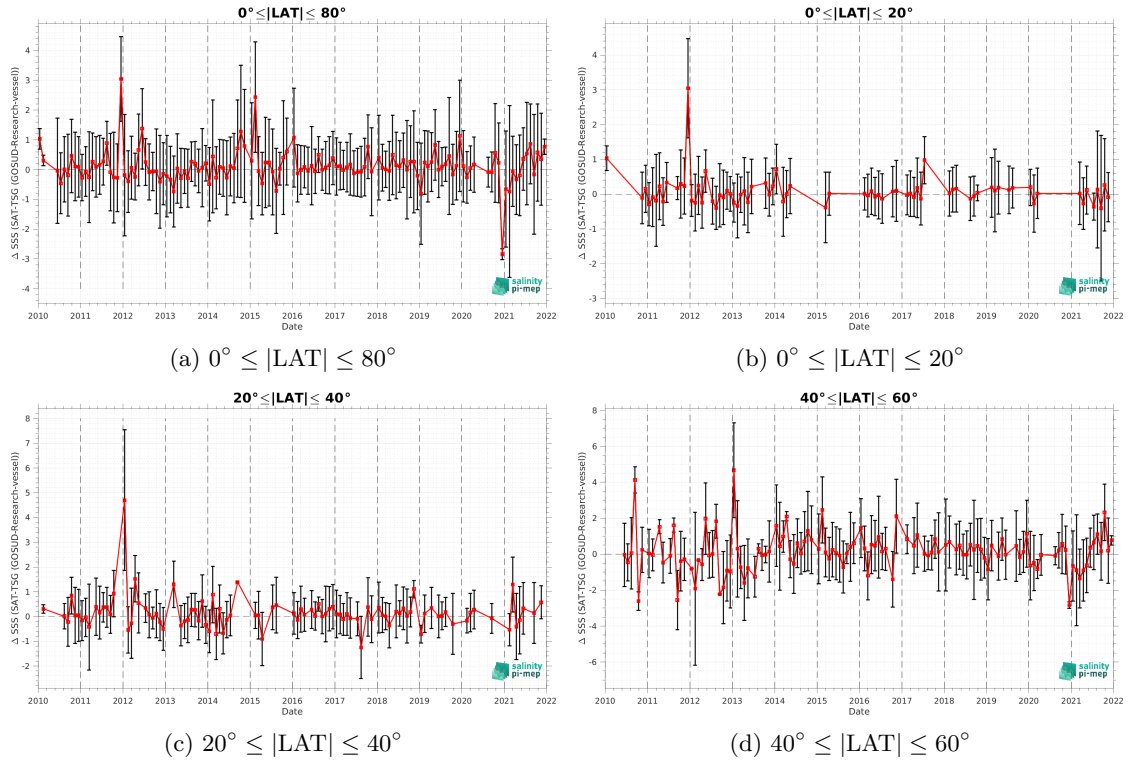 0°≤|LAT|≤ 80°
Δ SSS (SAT-TSG (GOSUD-Research-vessel))
4
3
2
1
0
-1
-2
-3
-4
2010 2011 2012 2013 2014 2015 2016 2017 2018 2019 2020 2021 2022
Date
salinity
pi-mep
(a) 0° ≤ |LAT| ≤ 80°
0°≤|LAT|≤ 20°
Δ SSS (SAT-TSG (GOSUD-Research-vessel))
5
4
3
2
1
0
-1
-2
-3
2010 2011 2012 2013 2014 2015 2016 2017 2018 2019 2020 2021 2022
Date
salinity
pi-mep
(b) 0° ≤ |LAT| ≤ 20°
20°≤|LAT|≤ 40°
Δ SSS (SAT-TSG (GOSUD-Research-vessel))
8
7
6
5
4
3
2
1
0
-1
-2
2010 2011 2012 2013 2014 2015 2016 2017 2018 2019 2020 2021 2022
Date
salinity
pi-mep
(c) 20° ≤ |LAT| ≤ 40°
40°≤|LAT|≤ 60°
Δ SSS (SAT-TSG (GOSUD-Research-vessel))
8
6
4
2
0
-2
-4
-6
2010 2011 2012 2013 2014 2015 2016 2017 2018 2019 2020 2021 2022
Date
salinity
pi-mep
(d) 40° ≤ |LAT| ≤ 60°